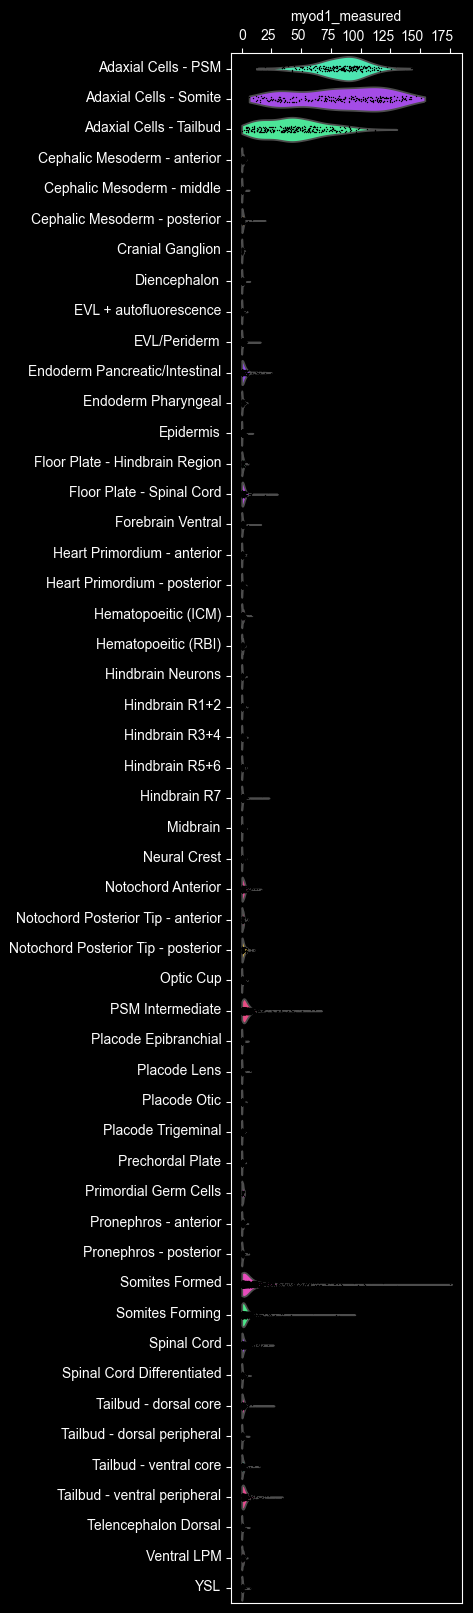 myod1_measured
0 25 50 75 100 125 150 175
Adaxial Cells - PSM
Adaxial Cells - Somite
Adaxial Cells - Tailbud
Cephalic Mesoderm - anterior
Cephalic Mesoderm - middle
Cephalic Mesoderm - posterior
Cranial Ganglion
Diencephalon
EVL + autofluorescence
EVL/Periderm
Endoderm Pancreatic/Intestinal
Endoderm Pharyngeal
Epidermis
Floor Plate - Hindbrain Region
Floor Plate - Spinal Cord
Forebrain Ventral
Heart Primordium - anterior
Heart Primordium - posterior
Hematopoeitic (ICM)
Hematopoeitic (RBI)
Hindbrain Neurons
Hindbrain R1+2
Hindbrain R3+4
Hindbrain R5+6
Hindbrain R7
Midbrain
Neural Crest
Notochord Anterior
Notochord Posterior Tip - anterior
Notochord Posterior Tip - posterior
Optic Cup
PSM Intermediate
Placode Epibranchial
Placode Lens
Placode Otic
Placode Trigeminal
Prechordal Plate
Primordial Germ Cells
Pronephros - anterior
Pronephros - posterior
Somites Formed
Somites Forming
Spinal Cord
Spinal Cord Differentiated
Tailbud - dorsal core
Tailbud - dorsal peripheral
Tailbud - ventral core
Tailbud - ventral peripheral
Telencephalon Dorsal
Ventral LPM
YSL